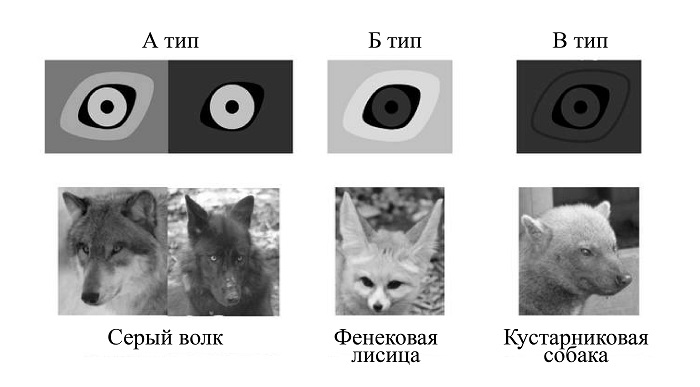 А тип
Б тип
В тип
Серый волк
Фенековая
лисица
Кустарниковая
собака